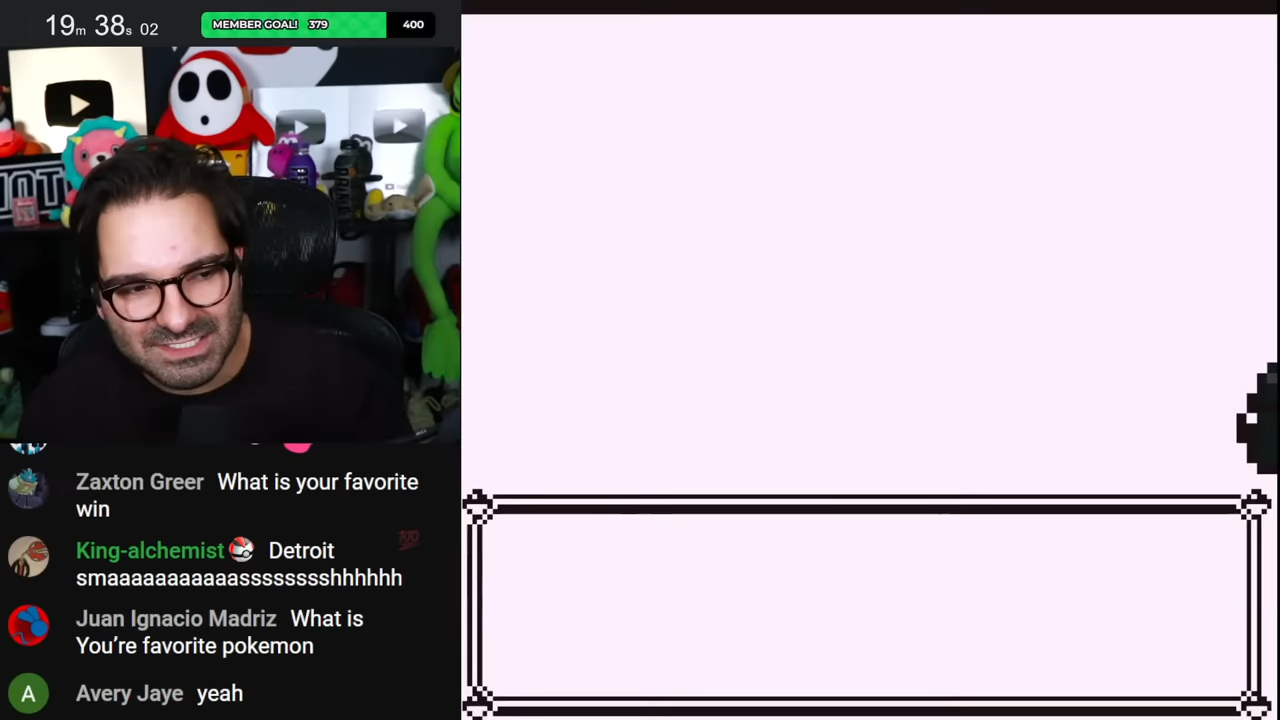 19m 38s 02
MEMBER GOAL! 379
400
Zaxton Greer What is your favorite
win
King-alchemist Detroit
smaaaaaaaaaaassssssssshhhhhh
Juan Ignacio Madriz What is
You're favorite pokemon
A
Avery Jaye yeah